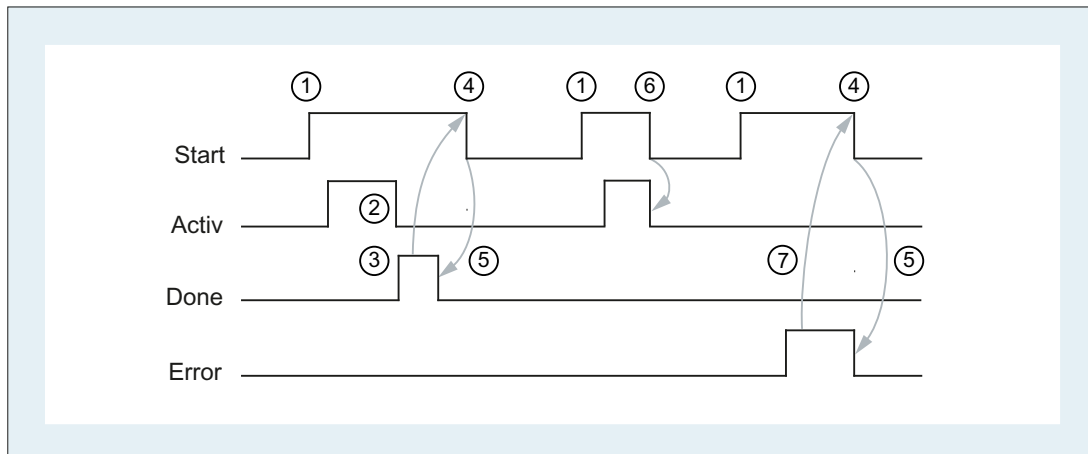 ① ④ ① ⑥ ① ④
Start
② 
Activ
③ ⑤ ⑦ ⑤
Done
Error